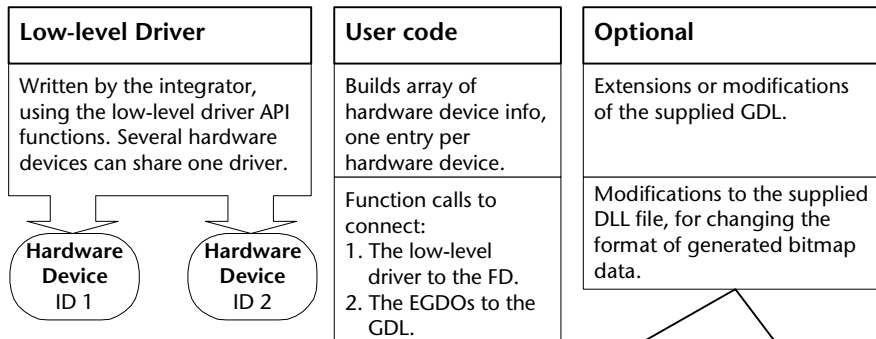 Low-level Driver
Written by the integrator,
using the low-level driver API
functions. Several hardware
devices can share one driver.
Hardware
Device
ID 1
Hardware
Device
ID 2
User code
Builds array of
hardware device info,
one entry per
hardware device.
Function calls to
connect:
1. The low-level
driver to the FD.
2. The EGDOs to the
GDL.
Optional
Extensions or modifications
of the supplied GDL.
Modifications to the supplied
DLL file, for changing the
format of generated bitmap
data.